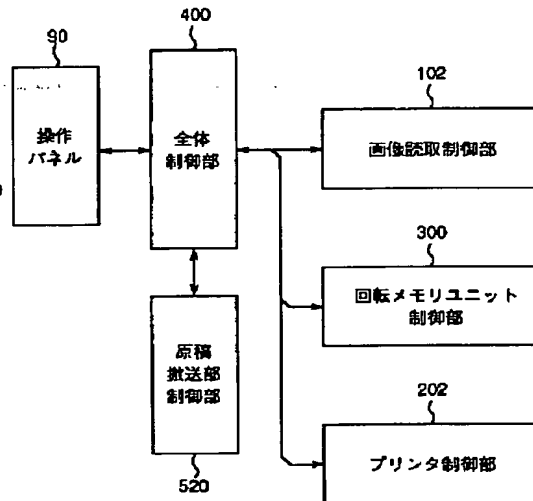 90
400
102
操作
パネル
全体
制御部
画像読取制御部
300
回転メモリユニット
制御部
原稿
搬送部
制御部
202
プリンタ制御部
520